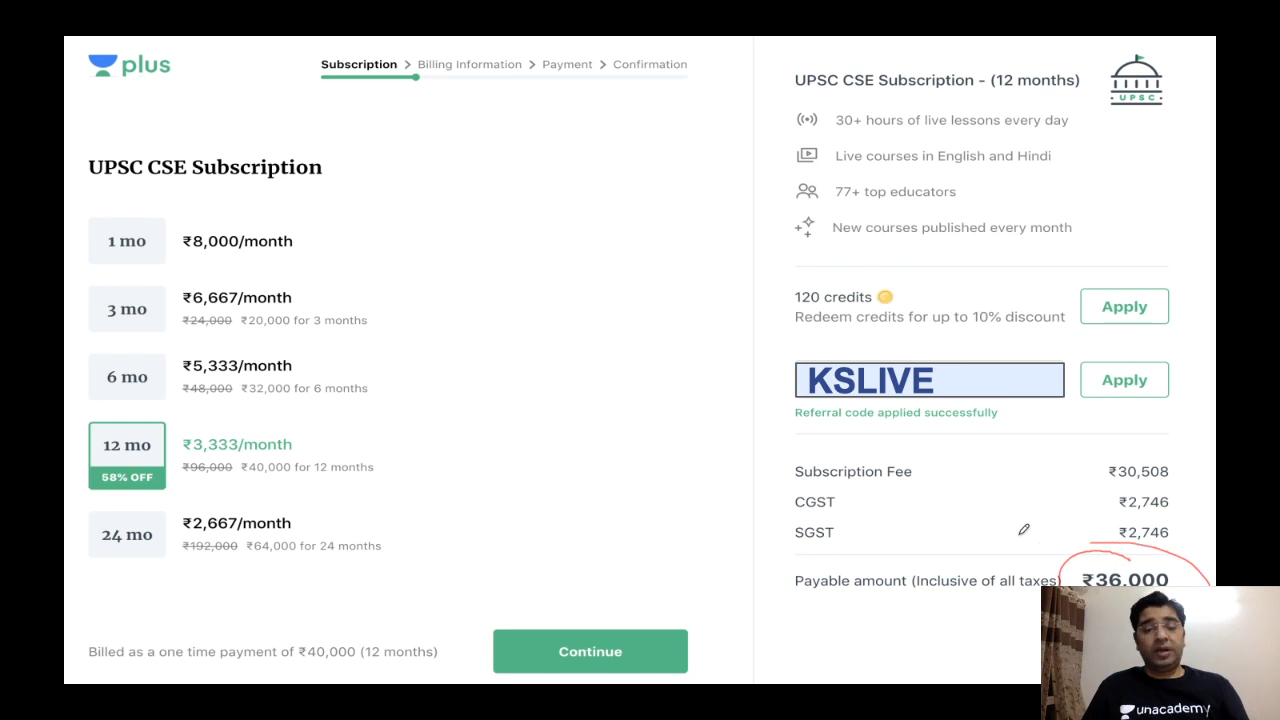 plus
Subscription > Billing Information > Payment > Confirmation
UPSC CSE Subscription
1 mo ₹8,000/month
3 mo ₹6,667/month
₹24,000 ₹20,000 for 3 months
6 mo ₹5,333/month
₹48,000 ₹32,000 for 6 months
12 mo ₹3,333/month
58% OFF ₹96,000 ₹40,000 for 12 months
24 mo ₹2,667/month
₹192,000 ₹64,000 for 24 months
Billed as a one time payment of ₹40,000 (12 months) Continue
UPSC CSE Subscription - (12 months)
UPSC
30+ hours of live lessons every day
Live courses in English and Hindi
77+ top educators
New courses published every month
120 credits Apply
Redeem credits for up to 10% discount
KSLIVE Apply
Referral code applied successfully
Subscription Fee ₹30,508
CGST ₹2,746
SGST ₹2,746
Payable amount (Inclusive of all taxes) ₹36,000
unacademy